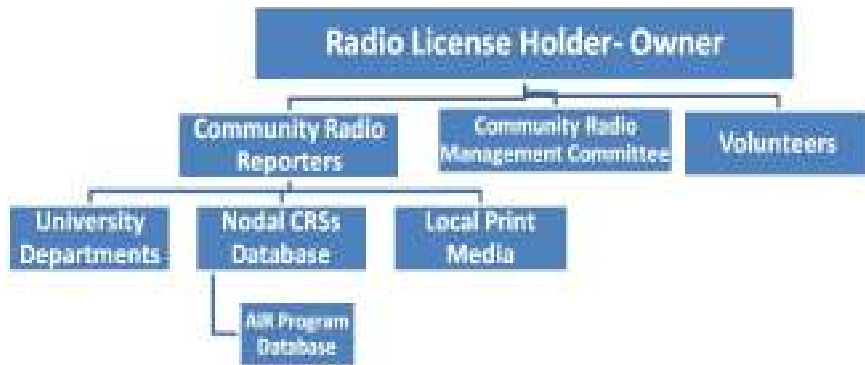 Radio License Holder- Owner
Community Radio
Reporters
Community Radio
Management Committee
Volunteers
University
Departments
Nodal CRSs
Database
Local Print
Media
AIR Program
Database